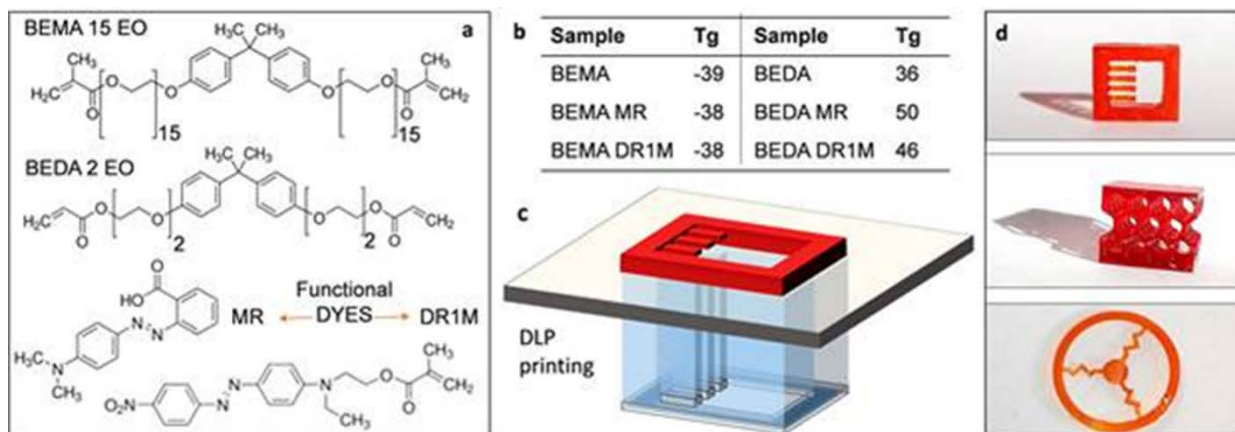 a
BEMA 15 EO
CH3
H3C CH3
CH3
H2C
O
O
O
O
O
O
CH2
O
15
15
BEDA 2 EO
H3C CH3
H2C
O
O
O
O
O
O
CH2
O
2
2
O
HO
N
N
MR
Functional
DYES
DR1M
H3C
N
CH3
O2N
N
N
N
O
O
CH3
CH2
CH3
b
Sample Tg Sample Tg
BEMA -39 BEDA 36
BEMA MR -38 BEDA MR 50
BEMA DR1M -38 BEDA DR1M 46
c
DLP
printing
d